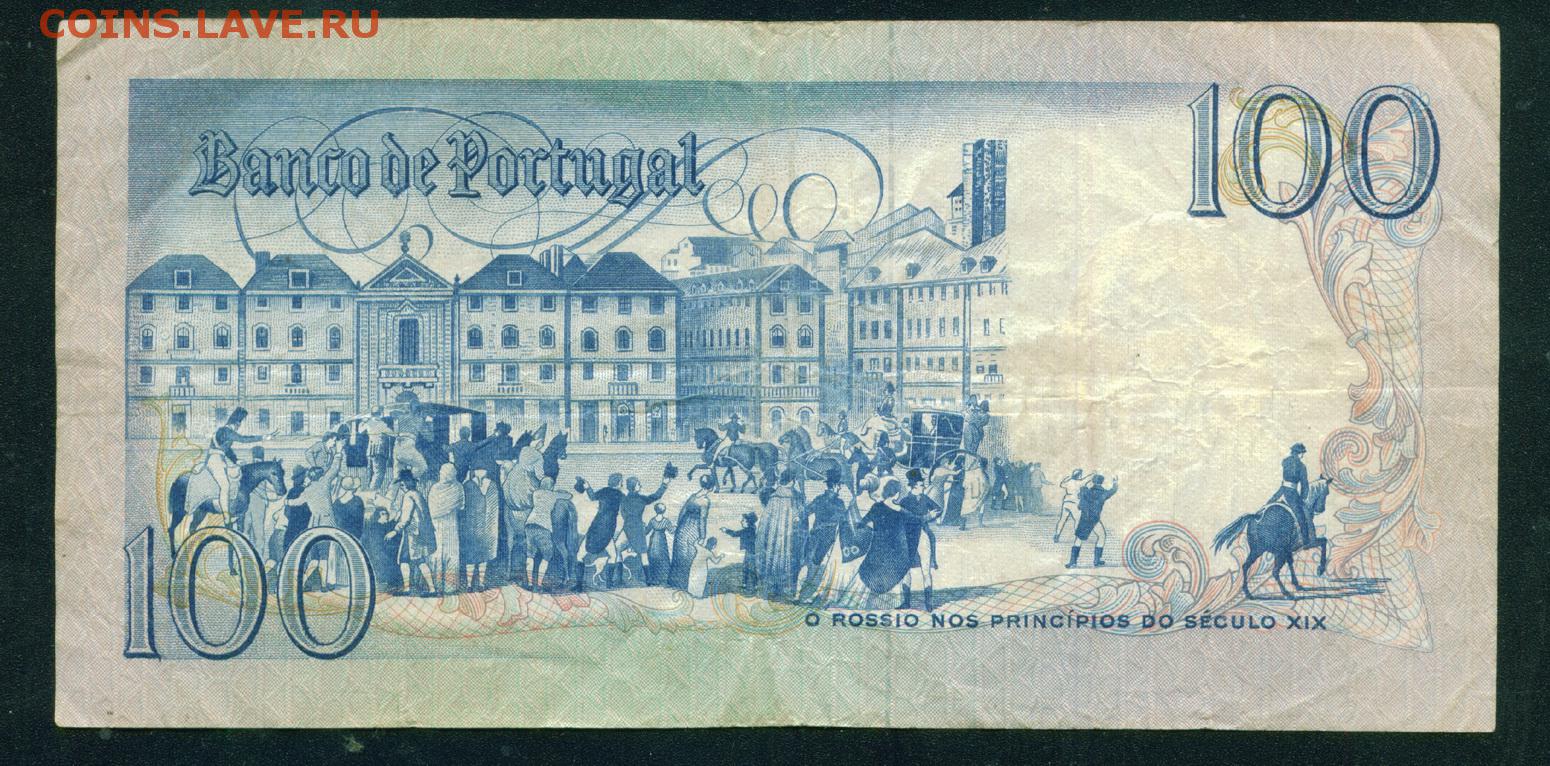 COINS.LAVE.RU
Banco de Portugal
100
100
O ROSSIO NOS PRINCÍPIOS DO SÉCULO XIX